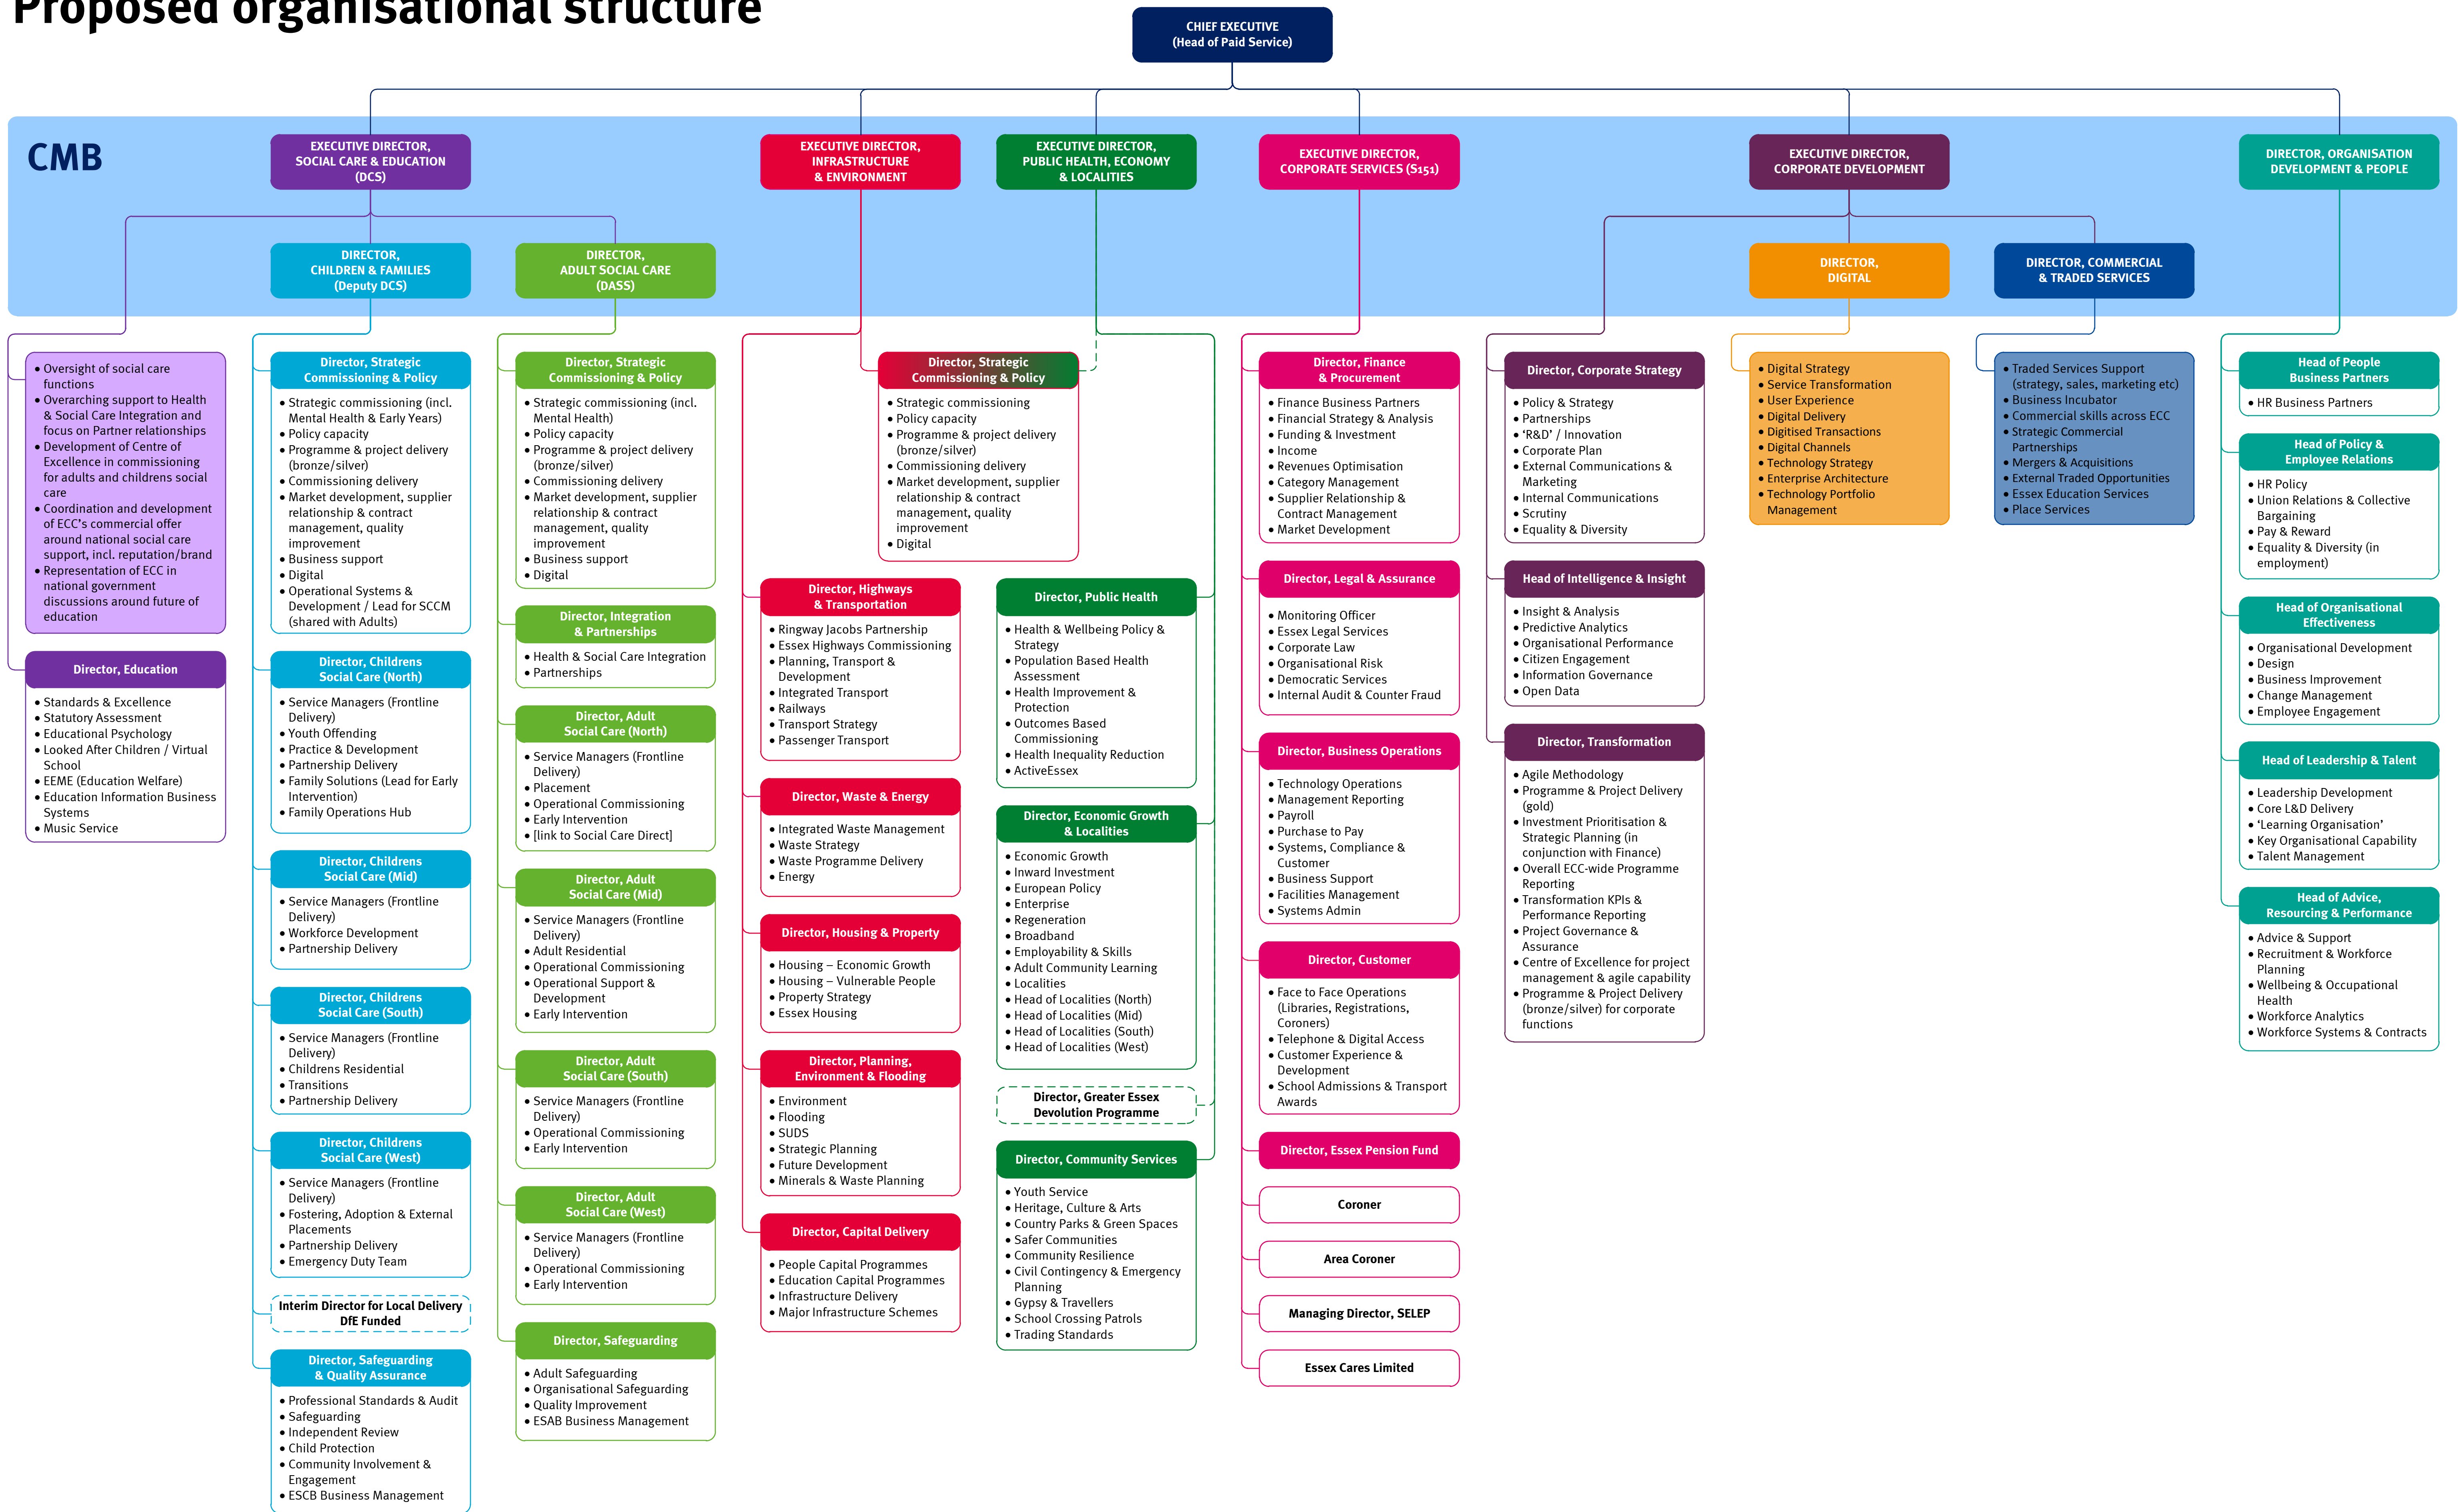 Proposed organisational structure
CHIEF EXECUTIVE
(Head of Paid Service)
CMB
EXECUTIVE DIRECTOR,
SOCIAL CARE & EDUCATION
(DCS)
EXECUTIVE DIRECTOR,
INFRASTRUCTURE
& ENVIRONMENT
EXECUTIVE DIRECTOR,
PUBLIC HEALTH, ECONOMY
& LOCALITIES
EXECUTIVE DIRECTOR,
CORPORATE SERVICES (S151)
EXECUTIVE DIRECTOR,
CORPORATE DEVELOPMENT
DIRECTOR, ORGANISATION
DEVELOPMENT & PEOPLE
DIRECTOR,
CHILDREN & FAMILIES
(Deputy DCS)
DIRECTOR,
ADULT SOCIAL CARE
(DASS)
DIRECTOR,
DIGITAL
DIRECTOR, COMMERCIAL
& TRADED SERVICES
• Oversight of social care
functions
• Overarching support to Health
& Social Care Integration and
focus on Partner relationships
• Development of Centre of
Excellence in commissioning
for adults and childrens social
care
• Coordination and development
of ECC's commercial offer
around national social care
support, incl. reputation/brand
• Representation of ECC in
national government
discussions around future of
education
Director, Education
• Standards & Excellence
• Statutory Assessment
• Educational Psychology
• Looked After Children / Virtual
School
• EEME (Education Welfare)
• Education Information Business
Systems
• Music Service
Director, Strategic
Commissioning & Policy
• Strategic commissioning (incl.
Mental Health & Early Years)
• Policy capacity
• Programme & project delivery
(bronze/silver)
• Commissioning delivery
• Market development, supplier
relationship & contract
management, quality
improvement
• Business support
• Digital
• Operational Systems &
Development / Lead for SCCM
(shared with Adults)
Director, Childrens
Social Care (North)
• Service Managers (Frontline
Delivery)
• Youth Offending
• Practice & Development
• Partnership Delivery
• Family Solutions (Lead for Early
Intervention)
• Family Operations Hub
Director, Childrens
Social Care (Mid)
• Service Managers (Frontline
Delivery)
• Workforce Development
• Partnership Delivery
Director, Childrens
Social Care (South)
• Service Managers (Frontline
Delivery)
• Childrens Residential
• Transitions
• Partnership Delivery
Director, Childrens
Social Care (West)
• Service Managers (Frontline
Delivery)
• Fostering, Adoption & External
Placements
• Partnership Delivery
• Emergency Duty Team
Interim Director for Local Delivery
DfE Funded
Director, Safeguarding
& Quality Assurance
• Professional Standards & Audit
• Safeguarding
• Independent Review
• Child Protection
• Community Involvement &
Engagement
• ESCB Business Management
Director, Strategic
Commissioning & Policy
• Strategic commissioning (incl.
Mental Health)
• Policy capacity
• Programme & project delivery
(bronze/silver)
• Commissioning delivery
• Market development, supplier
relationship & contract
management, quality
improvement
• Business support
• Digital
Director, Integration
& Partnerships
• Health & Social Care Integration
• Partnerships
Director, Adult
Social Care (North)
• Service Managers (Frontline
Delivery)
• Placement
• Operational Commissioning
• Early Intervention
• [link to Social Care Direct]
Director, Adult
Social Care (Mid)
• Service Managers (Frontline
Delivery)
• Adult Residential
• Operational Commissioning
• Operational Support &
Development
• Early Intervention
Director, Adult
Social Care (South)
• Service Managers (Frontline
Delivery)
• Operational Commissioning
• Early Intervention
Director, Adult
Social Care (West)
• Service Managers (Frontline
Delivery)
• Operational Commissioning
• Early Intervention
Director, Safeguarding
• Adult Safeguarding
• Organisational Safeguarding
• Quality Improvement
• ESAB Business Management
Director, Strategic
Commissioning & Policy
• Strategic commissioning
• Policy capacity
• Programme & project delivery
(bronze/silver)
• Commissioning delivery
• Market development, supplier
relationship & contract
management, quality
improvement
• Digital
Director, Highways
& Transportation
• Ringway Jacobs Partnership
• Essex Highways Commissioning
• Planning, Transport &
Development
• Integrated Transport
• Railways
• Transport Strategy
• Passenger Transport
Director, Waste & Energy
• Integrated Waste Management
• Waste Strategy
• Waste Programme Delivery
• Energy
Director, Housing & Property
• Housing – Economic Growth
• Housing – Vulnerable People
• Property Strategy
• Essex Housing
Director, Planning,
Environment & Flooding
• Environment
• Flooding
• SUDS
• Strategic Planning
• Future Development
• Minerals & Waste Planning
Director, Capital Delivery
• People Capital Programmes
• Education Capital Programmes
• Infrastructure Delivery
• Major Infrastructure Schemes
Director, Public Health
• Health & Wellbeing Policy &
Strategy
• Population Based Health
Assessment
• Health Improvement &
Protection
• Outcomes Based
Commissioning
• Health Inequality Reduction
• ActiveEssex
Director, Economic Growth
& Localities
• Economic Growth
• Inward Investment
• European Policy
• Enterprise
• Regeneration
• Broadband
• Employability & Skills
• Adult Community Learning
• Localities
• Head of Localities (North)
• Head of Localities (Mid)
• Head of Localities (South)
• Head of Localities (West)
Director, Greater Essex
Devolution Programme
Director, Community Services
• Youth Service
• Heritage, Culture & Arts
• Country Parks & Green Spaces
• Safer Communities
• Community Resilience
• Civil Contingency & Emergency
Planning
• Gypsy & Travellers
• School Crossing Patrols
• Trading Standards
Director, Finance
& Procurement
• Finance Business Partners
• Financial Strategy & Analysis
• Funding & Investment
• Income
• Revenues Optimisation
• Category Management
• Supplier Relationship &
Contract Management
• Market Development
Director, Legal & Assurance
• Monitoring Officer
• Essex Legal Services
• Corporate Law
• Organisational Risk
• Democratic Services
• Internal Audit & Counter Fraud
Director, Business Operations
• Technology Operations
• Management Reporting
• Payroll
• Purchase to Pay
• Systems, Compliance &
Customer
• Business Support
• Facilities Management
• Systems Admin
Director, Customer
• Face to Face Operations
(Libraries, Registrations,
Coroners)
• Telephone & Digital Access
• Customer Experience &
Development
• School Admissions & Transport
Awards
Director, Essex Pension Fund
Coroner
Area Coroner
Managing Director, SELEP
Essex Cares Limited
Director, Corporate Strategy
• Policy & Strategy
• Partnerships
• ‘R&D’ / Innovation
• Corporate Plan
• External Communications &
Marketing
• Internal Communications
• Scrutiny
• Equality & Diversity
Head of Intelligence & Insight
• Insight & Analysis
• Predictive Analytics
• Organisational Performance
• Citizen Engagement
• Information Governance
• Open Data
Director, Transformation
• Agile Methodology
• Programme & Project Delivery
(gold)
• Investment Prioritisation &
Strategic Planning (in
conjunction with Finance)
• Overall ECC-wide Programme
Reporting
• Transformation KPIs &
Performance Reporting
• Project Governance &
Assurance
• Centre of Excellence for project
management & agile capability
• Programme & Project Delivery
(bronze/silver) for corporate
functions
• Digital Strategy
• Service Transformation
• User Experience
• Digital Delivery
• Digitised Transactions
• Digital Channels
• Technology Strategy
• Enterprise Architecture
• Technology Portfolio
Management
• Traded Services Support
(strategy, sales, marketing etc)
• Business Incubator
• Commercial skills across ECC
• Strategic Commercial
Partnerships
• Mergers & Acquisitions
• External Traded Opportunities
• Essex Education Services
• Place Services
Head of People
Business Partners
• HR Business Partners
Head of Policy &
Employee Relations
• HR Policy
• Union Relations & Collective
Bargaining
• Pay & Reward
• Equality & Diversity (in
employment)
Head of Organisational
Effectiveness
• Organisational Development
• Design
• Business Improvement
• Change Management
• Employee Engagement
Head of Leadership & Talent
• Leadership Development
• Core L&D Delivery
• ‘Learning Organisation’
• Key Organisational Capability
• Talent Management
Head of Advice,
Resourcing & Performance
• Advice & Support
• Recruitment & Workforce
Planning
• Wellbeing & Occupational
Health
• Workforce Analytics
• Workforce Systems & Contracts